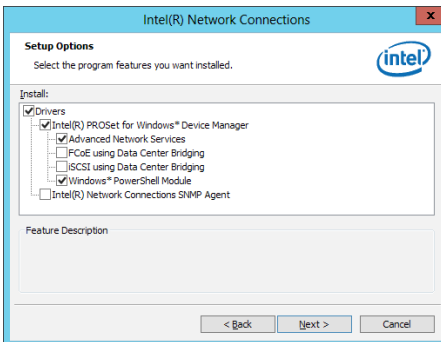 Intel(R) Network Connections
x
Setup Options
Select the program features you want installed.
intel
Install:
Drivers
Intel(R) PROSet for Windows* Device Manager
Advanced Network Services
FCoE using Data Center Bridging
iSCSI using Data Center Bridging
Windows* PowerShell Module
Intel(R) Network Connections SNMP Agent
Feature Description
< Back Next > Cancel